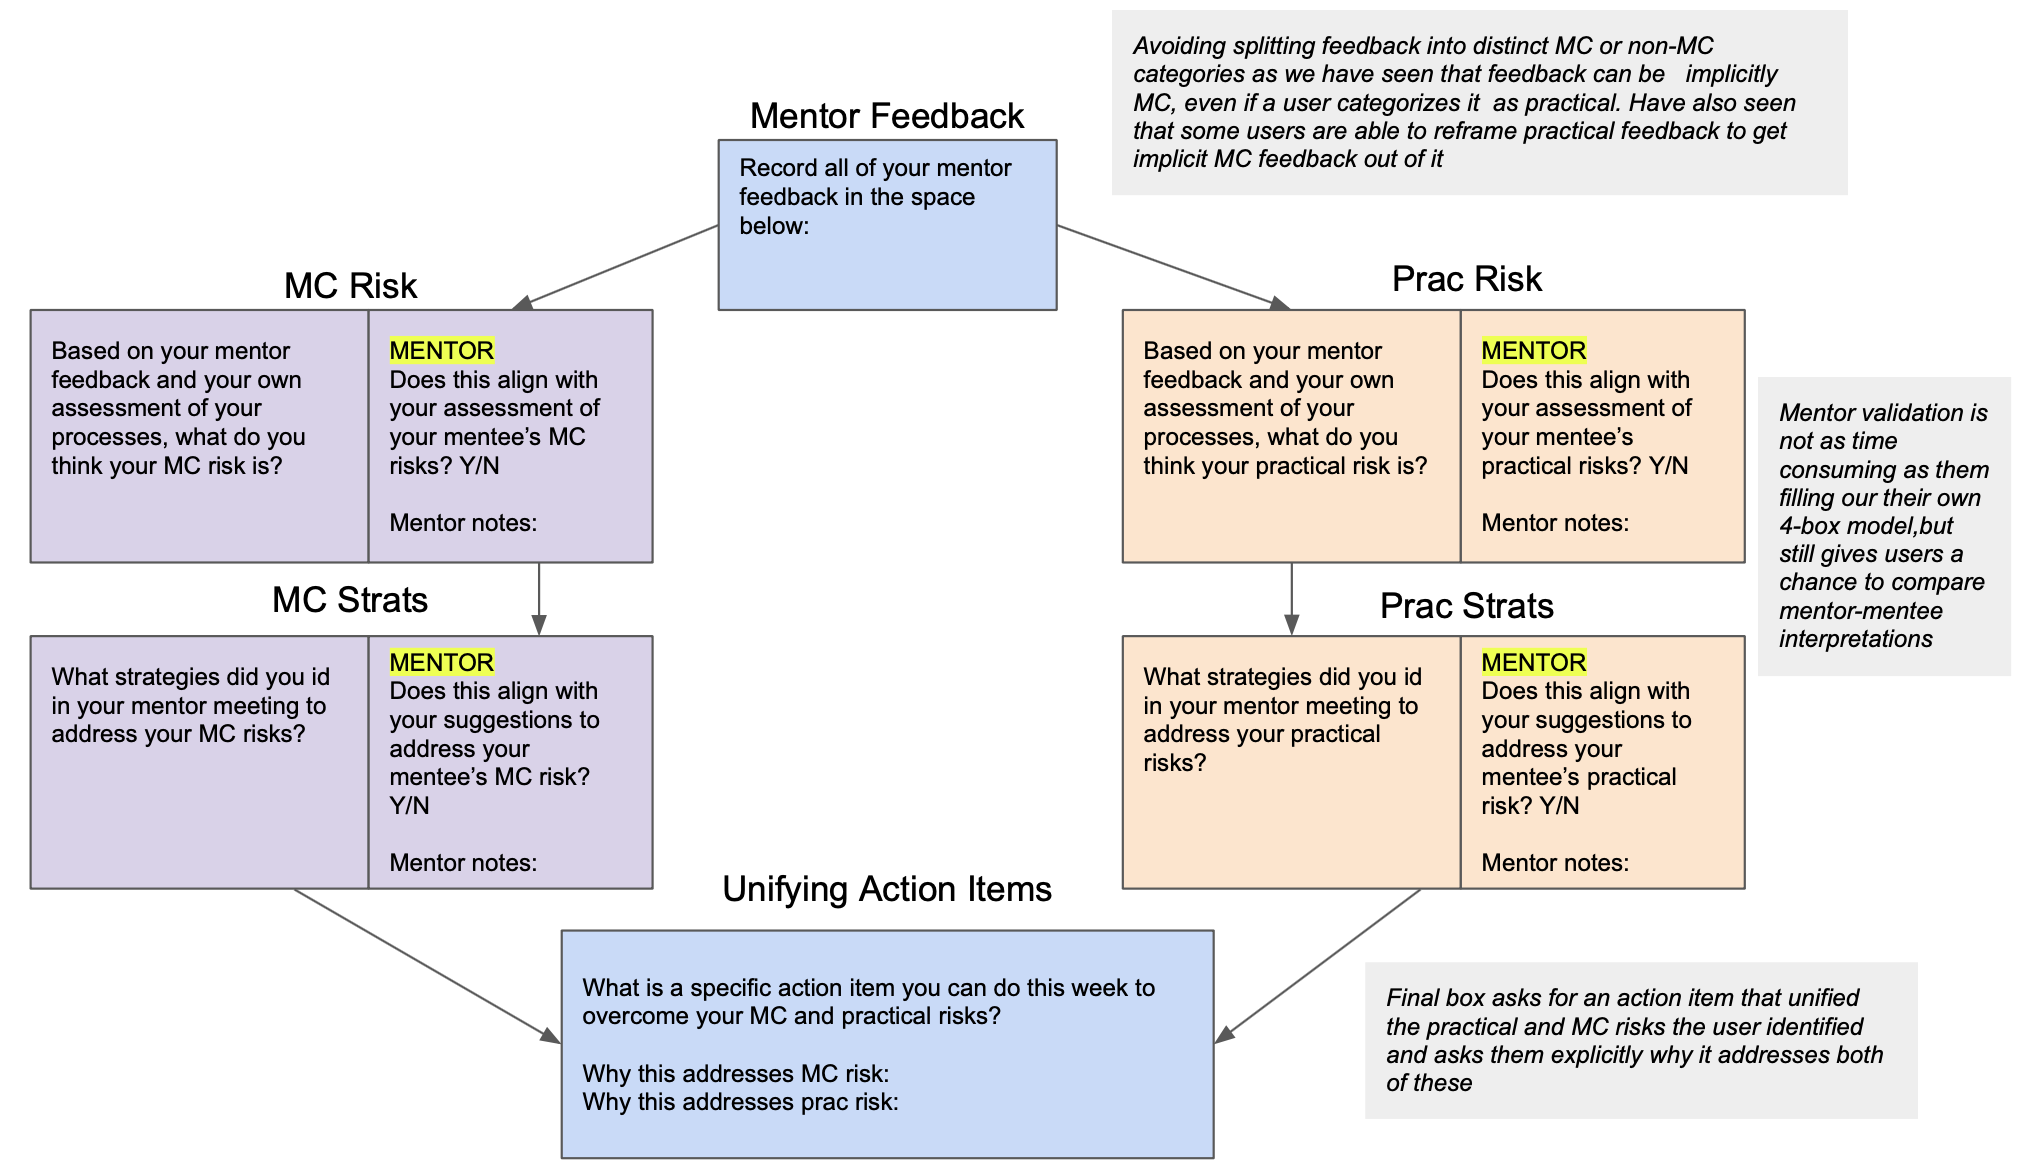 Avoiding splitting feedback into distinct MC or non-MC
categories as we have seen that feedback can be implicitly
MC, even if a user categorizes it as practical. Have also seen
that some users are able to reframe practical feedback to get
implicit MC feedback out of it
Mentor Feedback
Record all of your mentor
feedback in the space
below:
MC Risk
Based on your mentor
feedback and your own
assessment of your
processes, what do you
think your MC risk is?
MENTOR
Does this align with
your assessment of
your mentee’s MC
risks? Y/N
Mentor notes:
Prac Risk
Based on your mentor
feedback and your own
assessment of your
processes, what do you
think your practical risk is?
MENTOR
Does this align with
your assessment of
your mentee’s
practical risks? Y/N
Mentor notes:
Mentor validation is
not as time
consuming as them
filling our their own
4-box model,but
still gives users a
chance to compare
mentor-mentee
interpretations
MC Strats
What strategies did you id
in your mentor meeting to
address your MC risks?
MENTOR
Does this align with
your suggestions to
address your
mentee’s MC risk?
Y/N
Mentor notes:
Prac Strats
What strategies did you id
in your mentor meeting to
address your practical
risks?
MENTOR
Does this align with
your suggestions to
address your
mentee’s practical
risk? Y/N
Mentor notes:
Unifying Action Items
What is a specific action item you can do this week to
overcome your MC and practical risks?
Why this addresses MC risk:
Why this addresses prac risk:
Final box asks for an action item that unified
the practical and MC risks the user identified
and asks them explicitly why it addresses both
of these